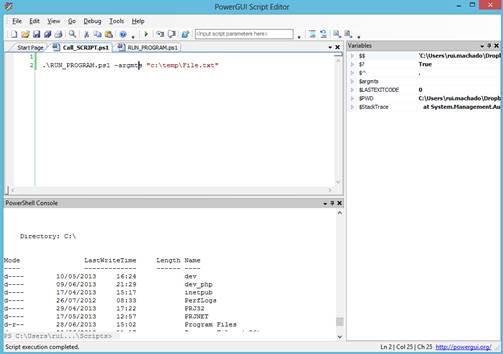 PowerGUI Script Editor
File Edit View Go Debug Tools Help
<Input script parameters here>
Start Page Call_SCRIPT.ps1 RUN_PROGRAM.ps1
1
2 .\RUN_PROGRAM.ps1 -argmts "c:\temp\File.txt"
Variables
$$ 'C:\Users\rui.machado\Dropb
$? True
$^ .
$argmts
$LASTEXITCODE 0
$PWD C:\Users\rui.machado\Dropb
$StackTrace at System.Management.Au
PowerShell Console
Directory: C:\
Mode LastWriteTime Length Name
---- ------------- ------ ----
d---- 10/05/2013 16:24 dev
d---- 09/06/2013 21:29 dev_php
d---- 17/04/2013 15:17 inetpub
d---- 26/07/2012 08:33 PerfLogs
d---- 29/04/2013 17:22 PRJ32
d---- 12/06/2013 17:57 PRJNET
d-r-- 28/06/2013 15:02 Program Files
PS C:\Users\rui...\Scripts>
Script execution completed.
Ln 2 | Col 25 | Ch 25 http://powergui.org/